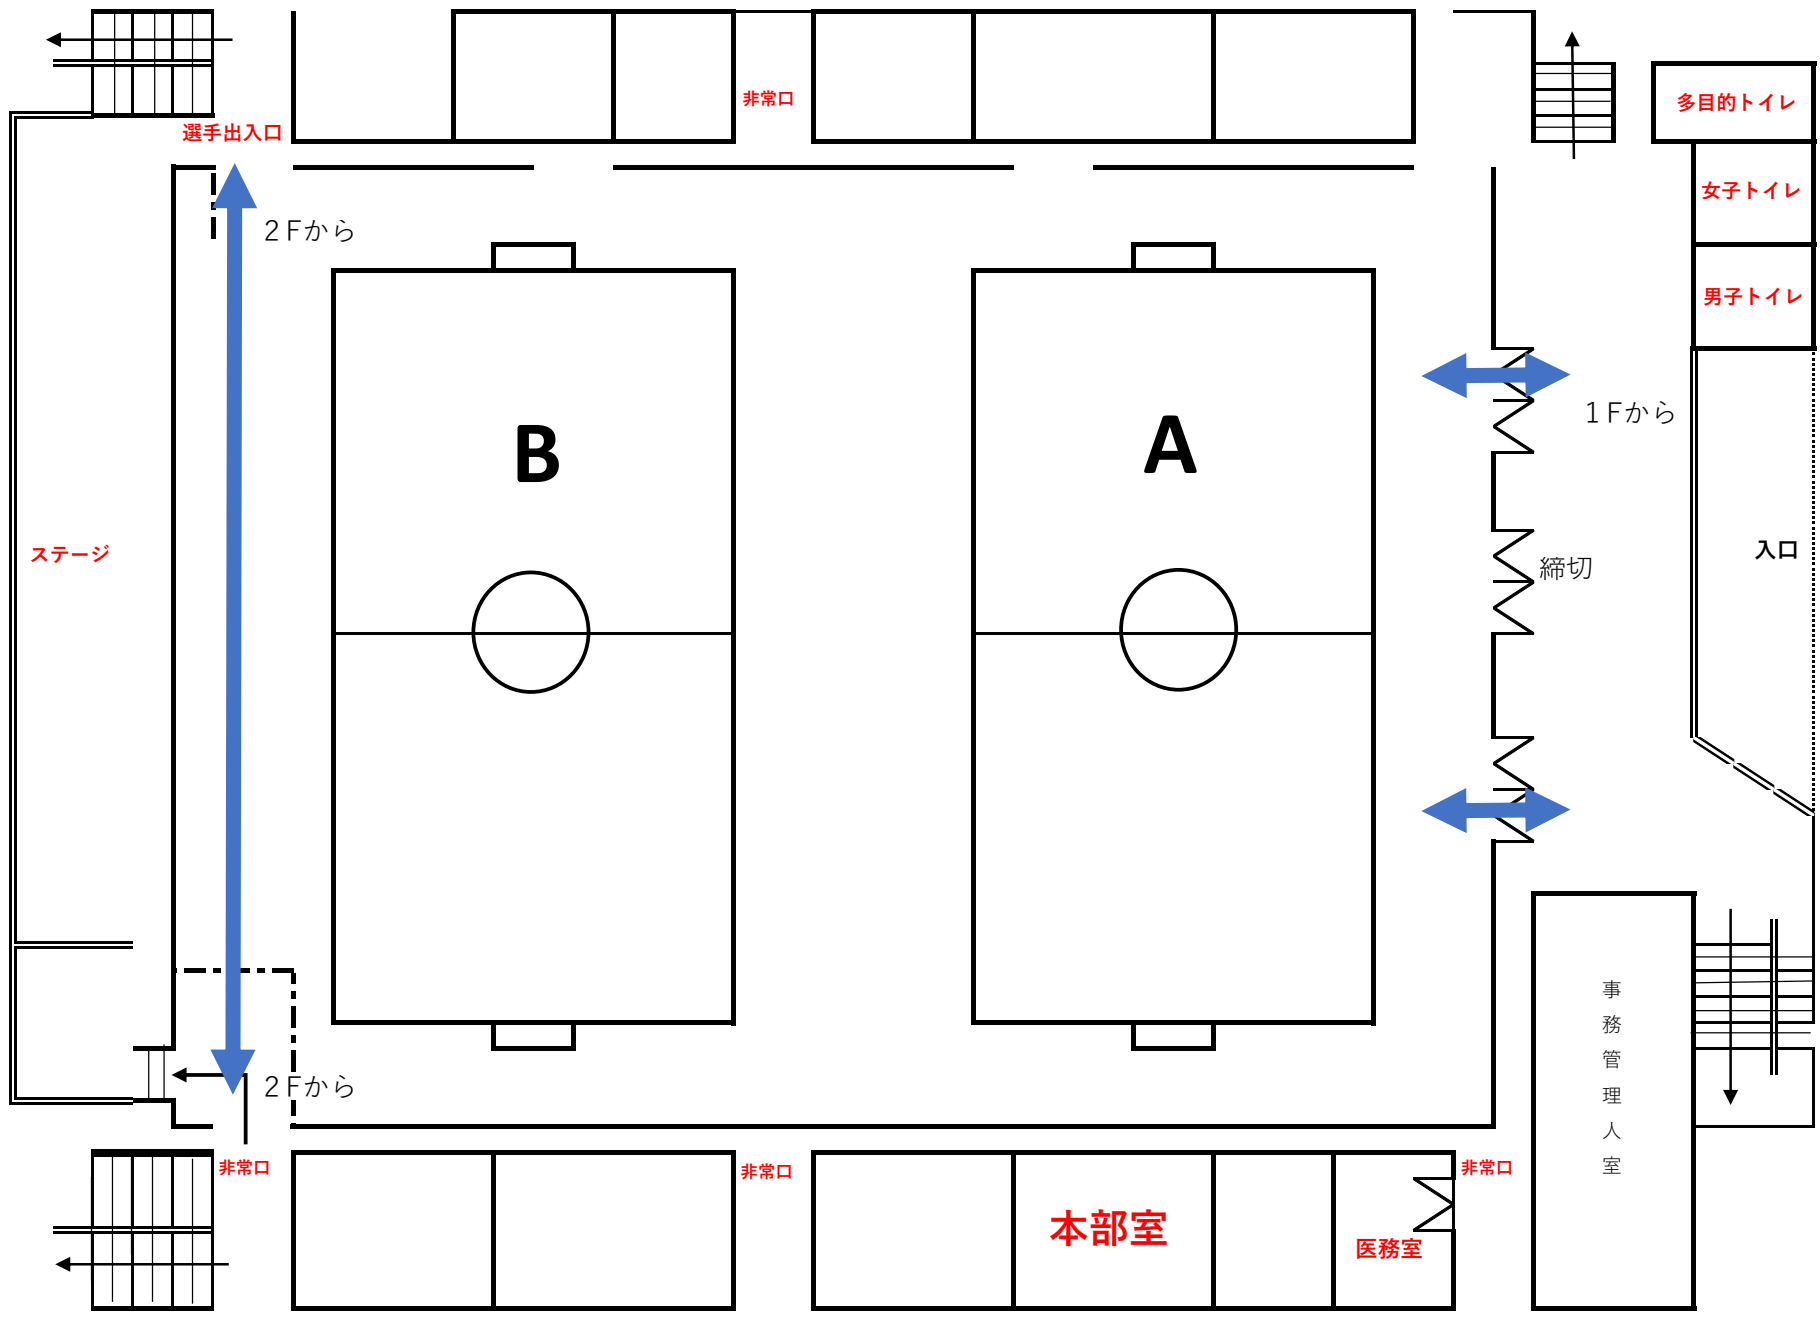 非常口
多目的トイレ
選手出入口
女子トイレ
２Fから
男子トイレ
１Fから
B
A
ステージ
入口
締切
事務管理人室
２Fから
非常口
非常口
非常口
本部室
医務室